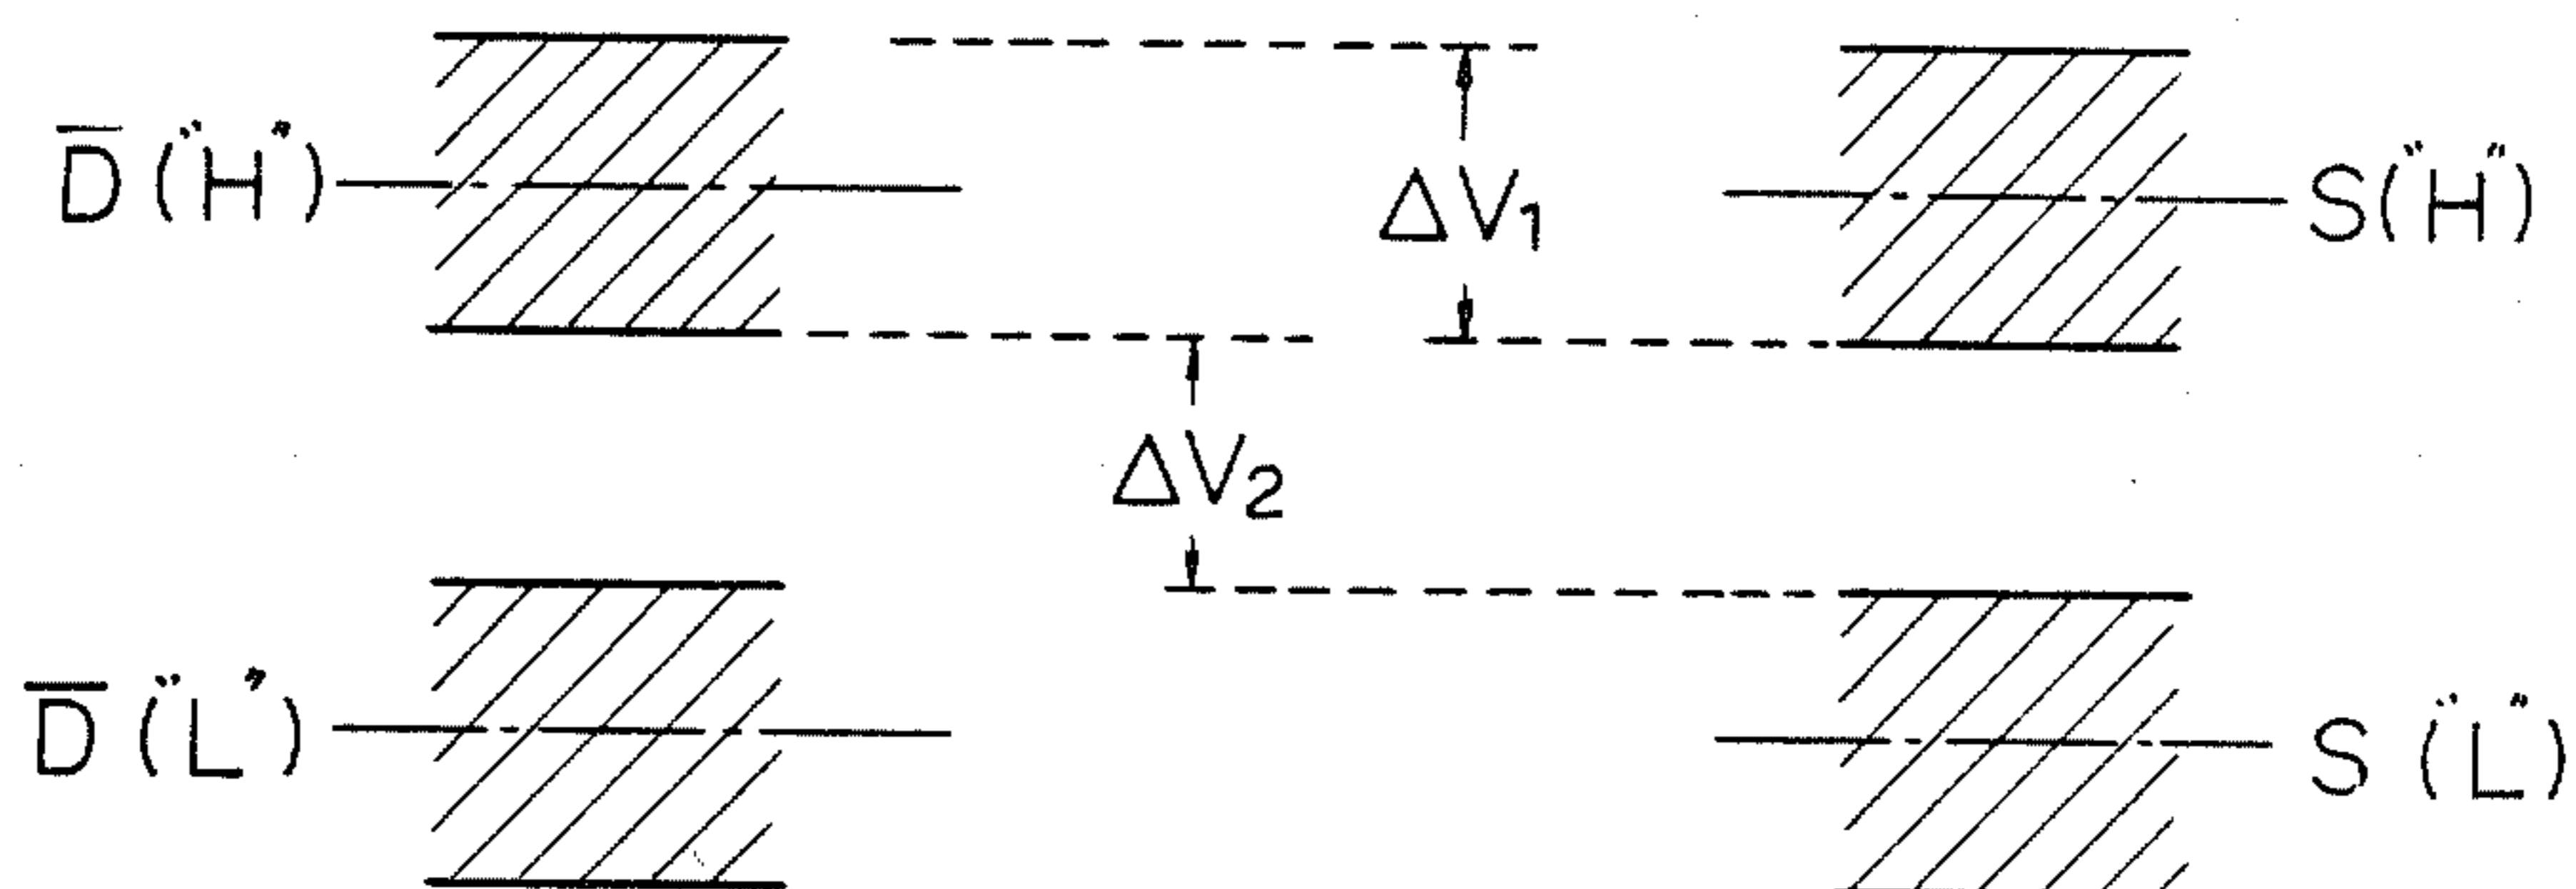 D̅ ("H")
ΔV₁
S("H")
ΔV₂
D̅ ("L")
S ("L")